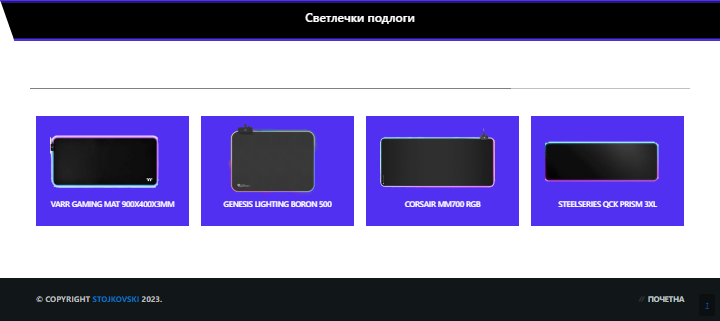 Светлечки подлоги
VARR GAMING MAT 900X400X3MM
GENESIS LIGHTING BORON 500
CORSAIR MM700 RGB
STEELSERIES QCK PRISM 3XL
© COPYRIGHT STOJKOVSKI 2023.
// ПОЧЕТНА